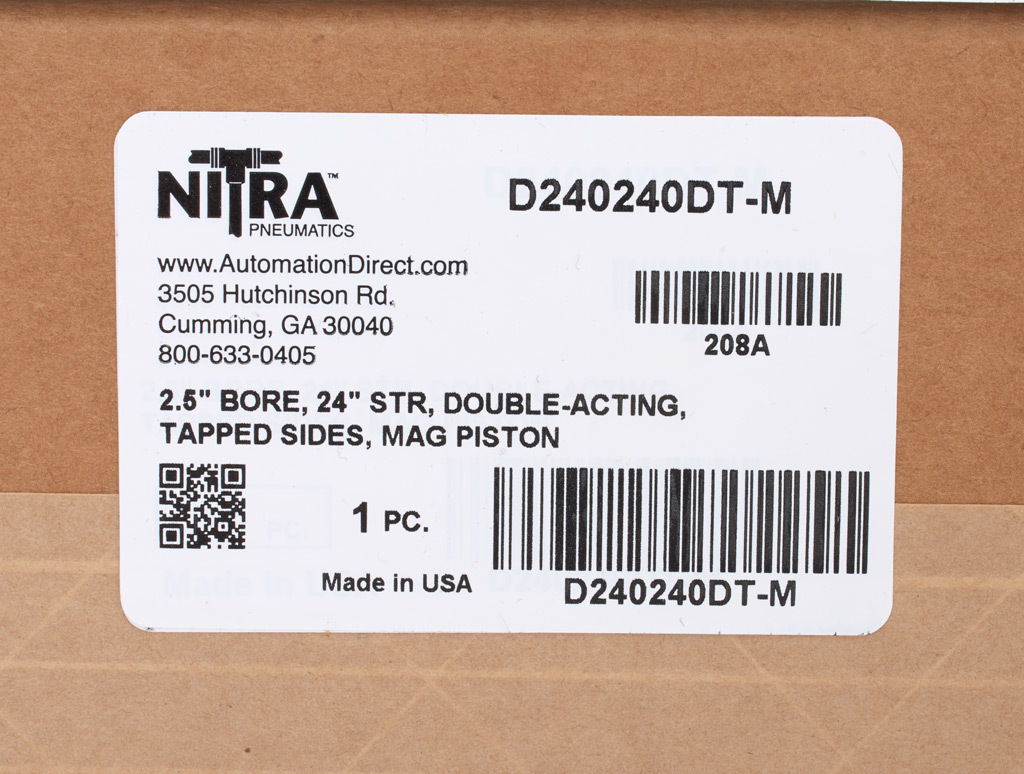 NITRA™
PNEUMATICS
D240240DT-M
www.AutomationDirect.com
3505 Hutchinson Rd.
Cumming, GA 30040
800-633-0405
208A
2.5" BORE, 24" STR, DOUBLE-ACTING,
TAPPED SIDES, MAG PISTON
1 PC.
Made in USA
D240240DT-M